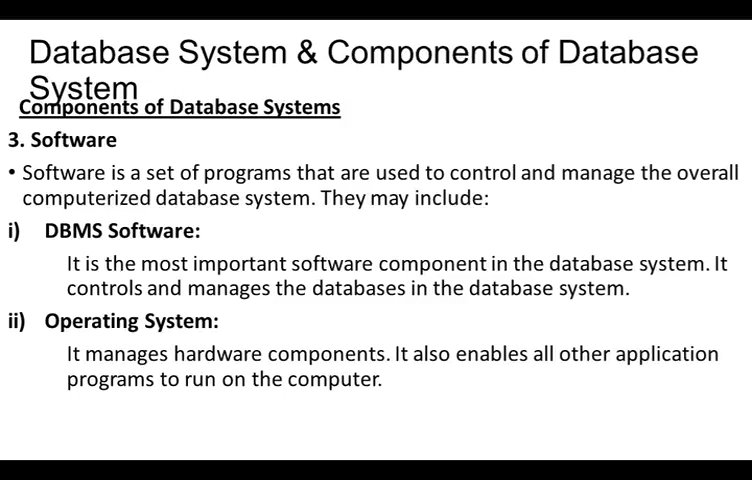 Database System & Components of Database
System
Components of Database Systems
3. Software
• Software is a set of programs that are used to control and manage the overall
computerized database system. They may include:
i) DBMS Software:
It is the most important software component in the database system. It
controls and manages the databases in the database system.
ii) Operating System:
It manages hardware components. It also enables all other application
programs to run on the computer.